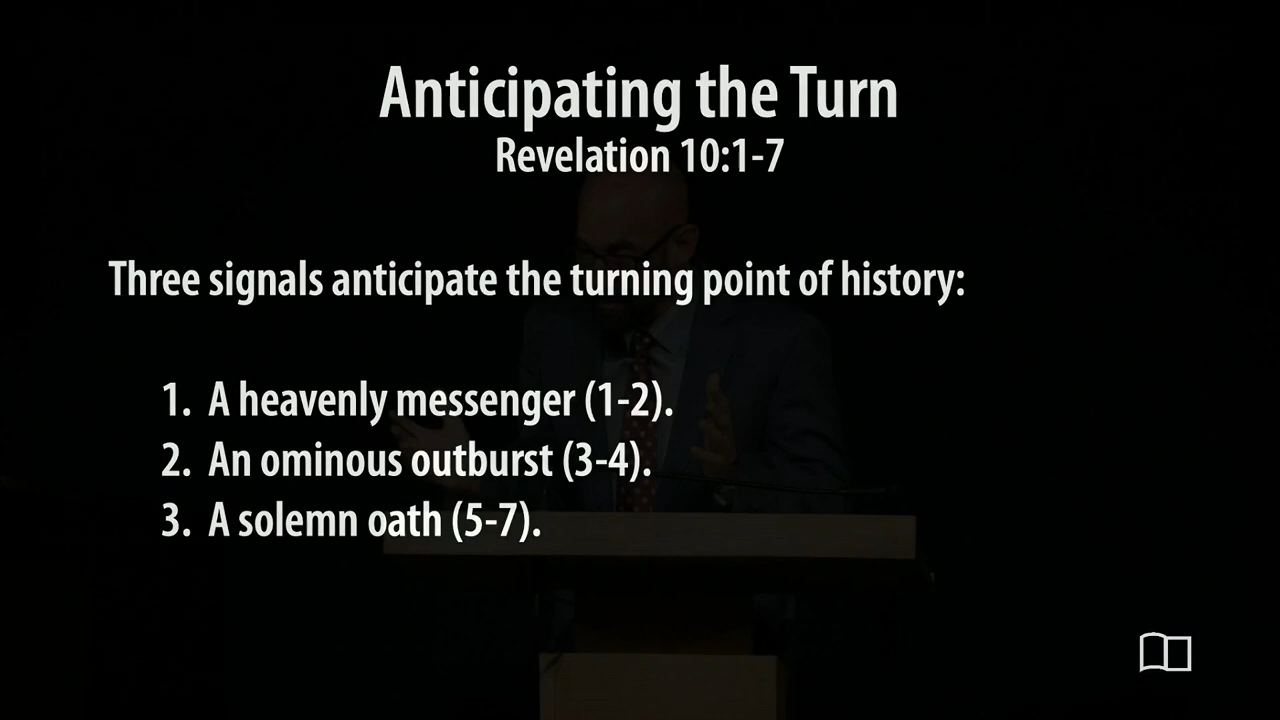 Anticipating the Turn
Revelation 10:1-7
Three signals anticipate the turning point of history:
1. A heavenly messenger (1-2).
2. An ominous outburst (3-4).
3. A solemn oath (5-7).